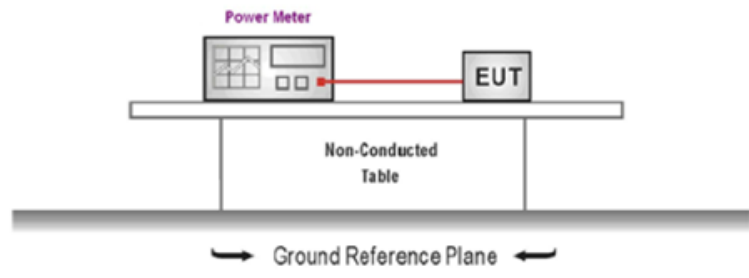 Power Meter
EUT
Non-Conducted
Table
Ground Reference Plane